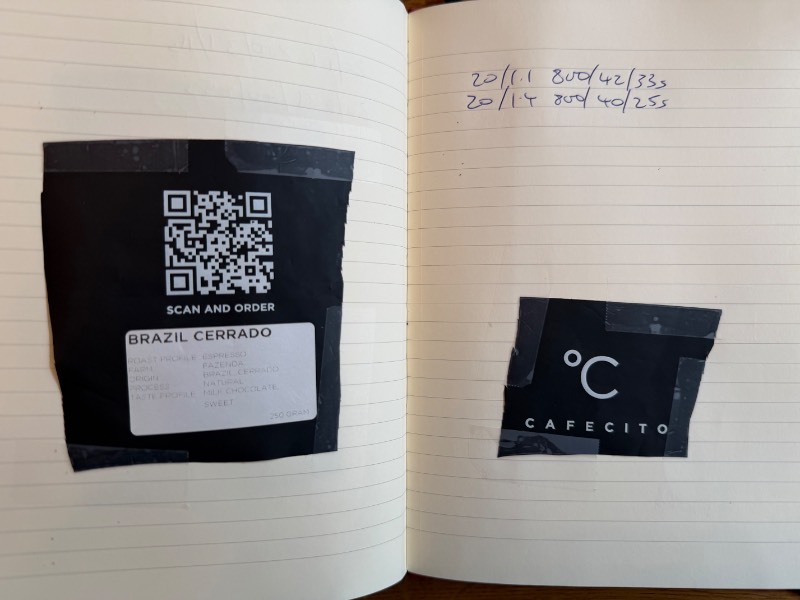 SCAN AND ORDER
BRAZIL CERRADO
ROAST PROFILE ESPRESSO
FARM FAZENDA
ORIGIN BRAZIL CERRADO
PROCESS NATURAL
TASTE PROFILE MILK CHOCOLATE,
SWEET
250 GRAM
20/1.1 800/42/33s
20/1.4 800/40/25s
°C
CAFECITO